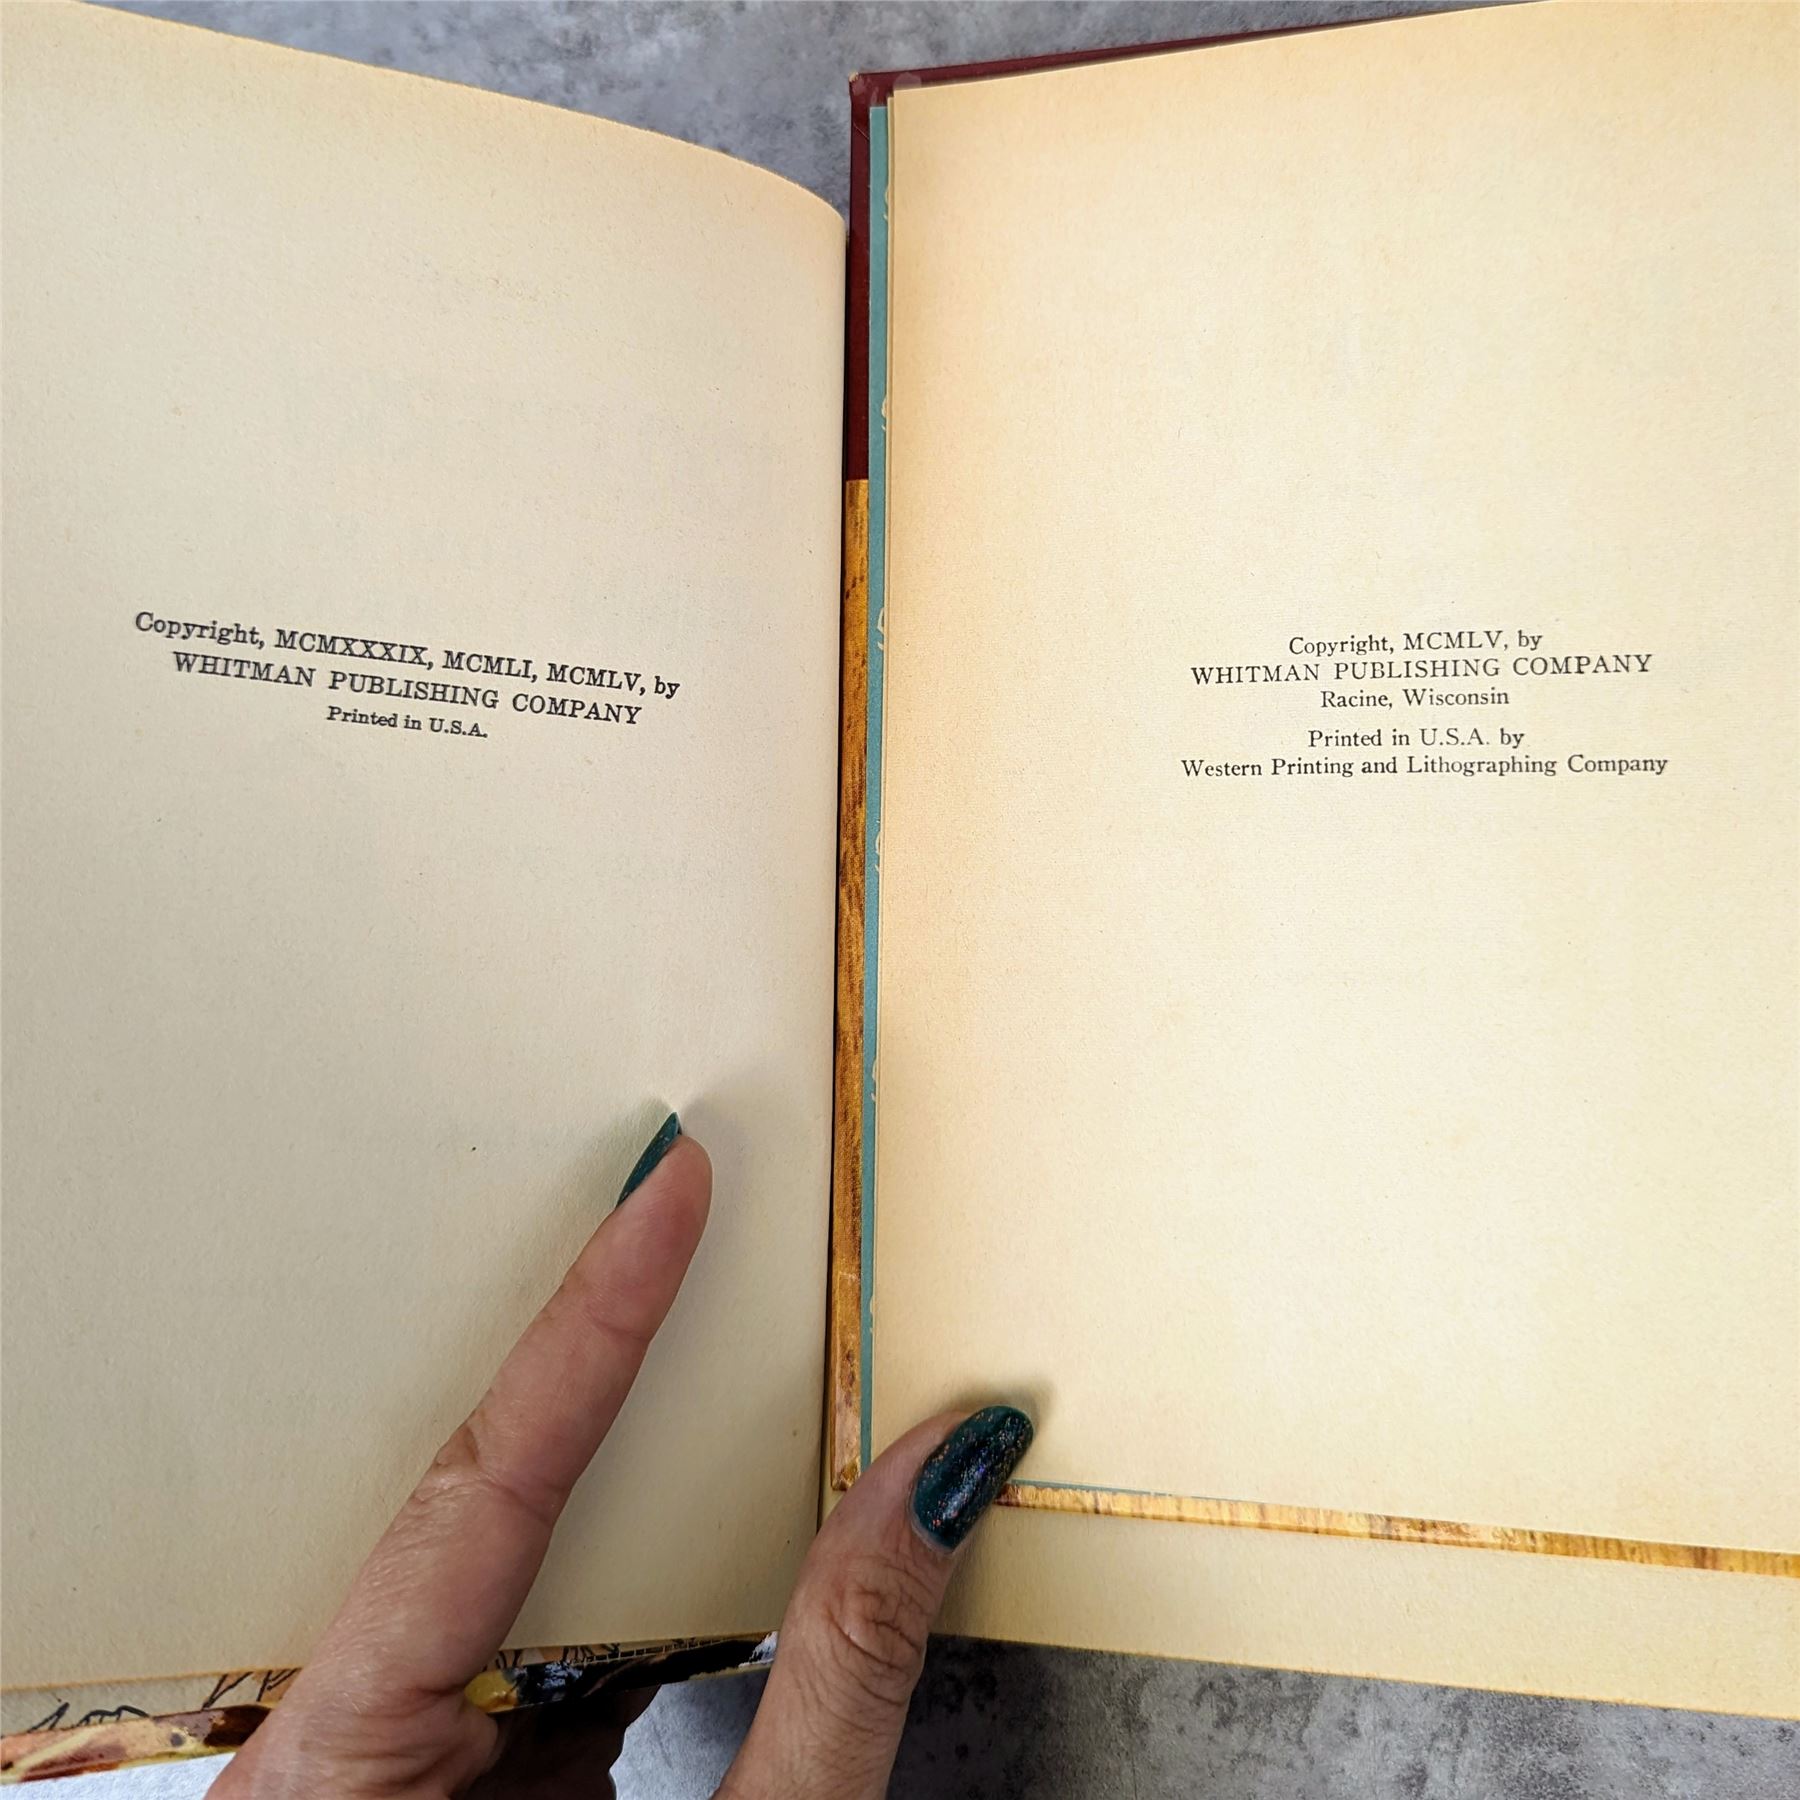 Copyright, MCMXXXIX, MCMLI, MCMLV, by
WHITMAN PUBLISHING COMPANY
Printed in U.S.A.
Copyright, MCMLV, by
WHITMAN PUBLISHING COMPANY
Racine, Wisconsin
Printed in U.S.A. by
Western Printing and Lithographing Company